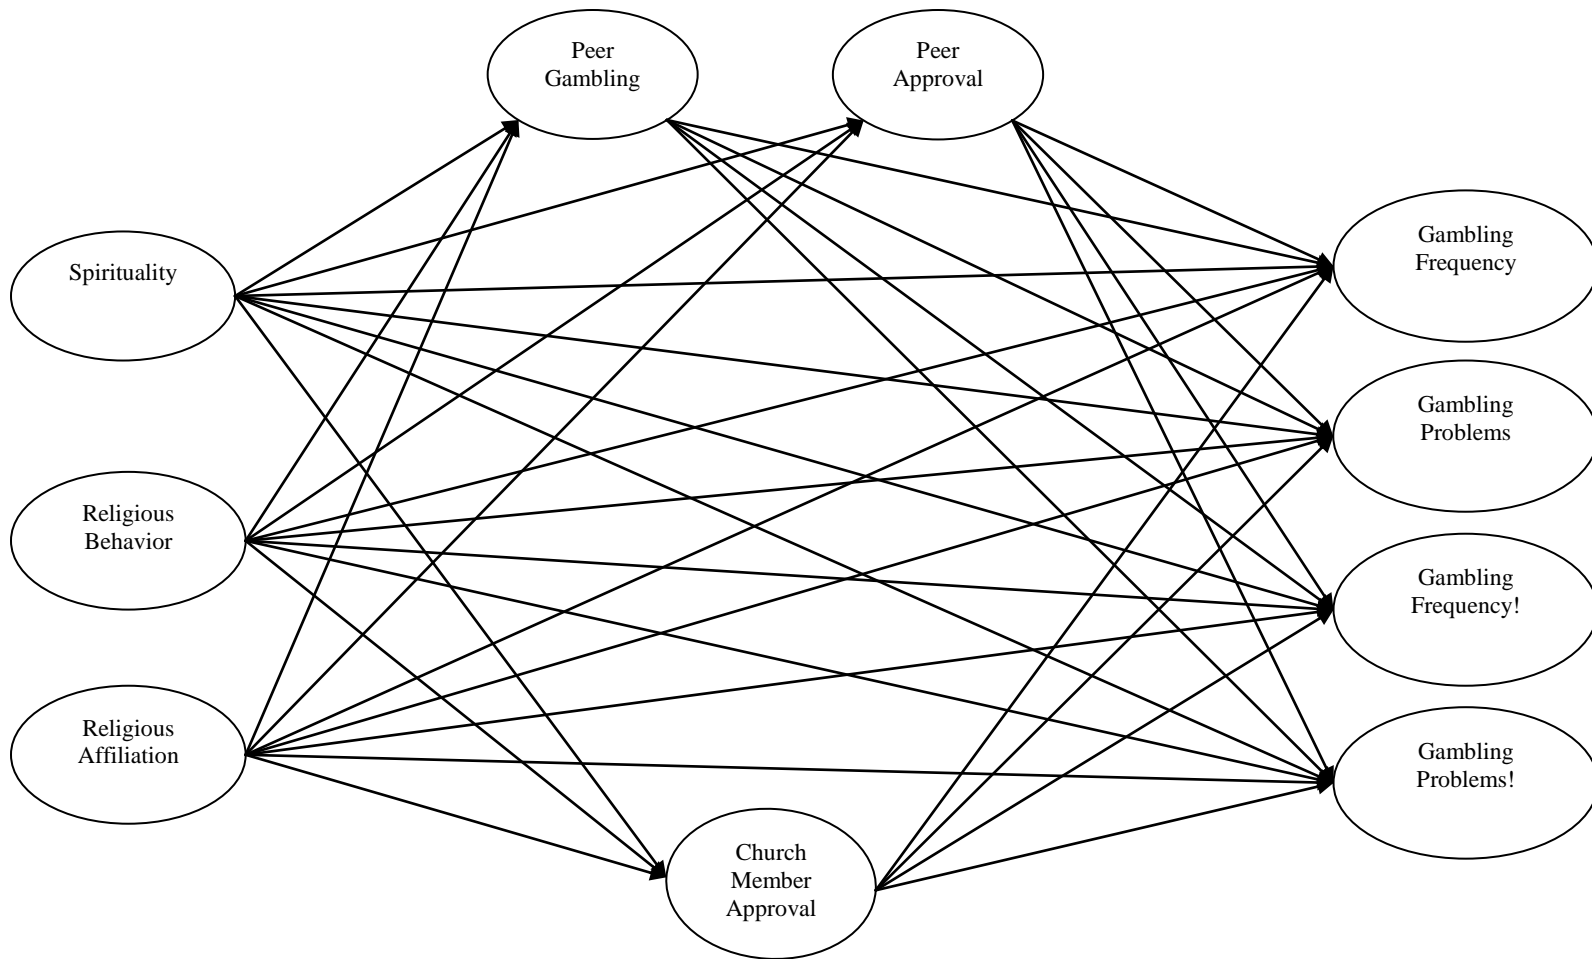 Peer
Gambling
Peer
Approval
Spirituality
Gambling
Frequency
Gambling
Problems
Religious
Behavior
Gambling
Frequency!
Religious
Affiliation
Gambling
Problems!
Church
Member
Approval